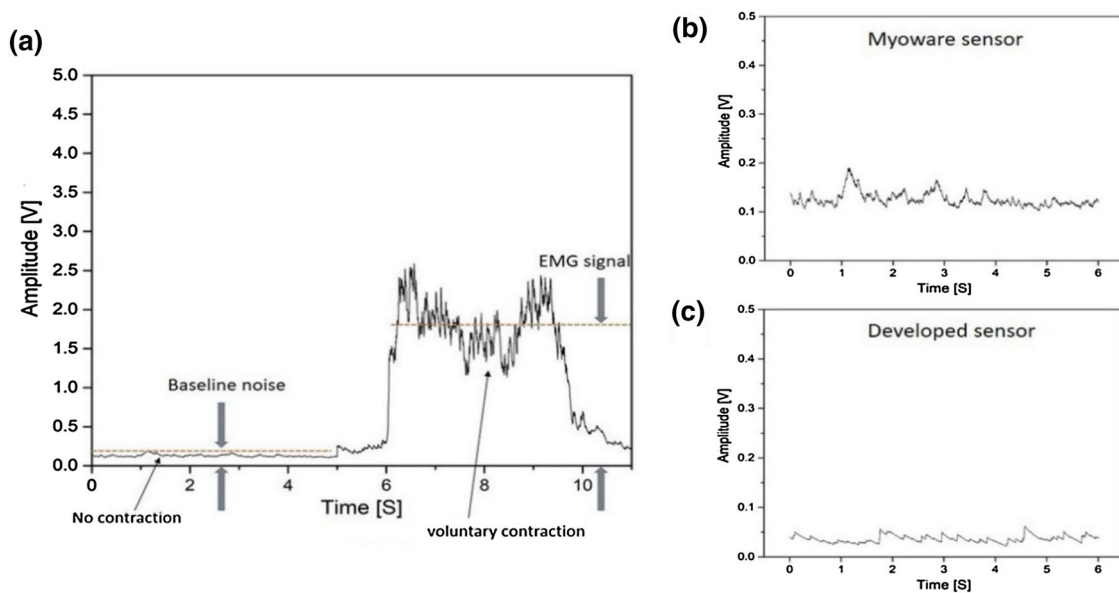 (a)
Amplitude [V]
5.0
4.5
4.0
3.5
3.0
2.5
2.0
1.5
1.0
0.5
0.0
EMG signal
Baseline noise
0 2 4 6 8 10
Time [S]
No contraction
voluntary contraction
(b)
Myoware sensor
Amplitude [V]
0.5
0.4
0.3
0.2
0.1
0.0
0 1 2 3 4 5 6
Time [S]
(c)
Developed sensor
Amplitude [V]
0.5
0.4
0.3
0.2
0.1
0.0
0 1 2 3 4 5 6
Time [S]